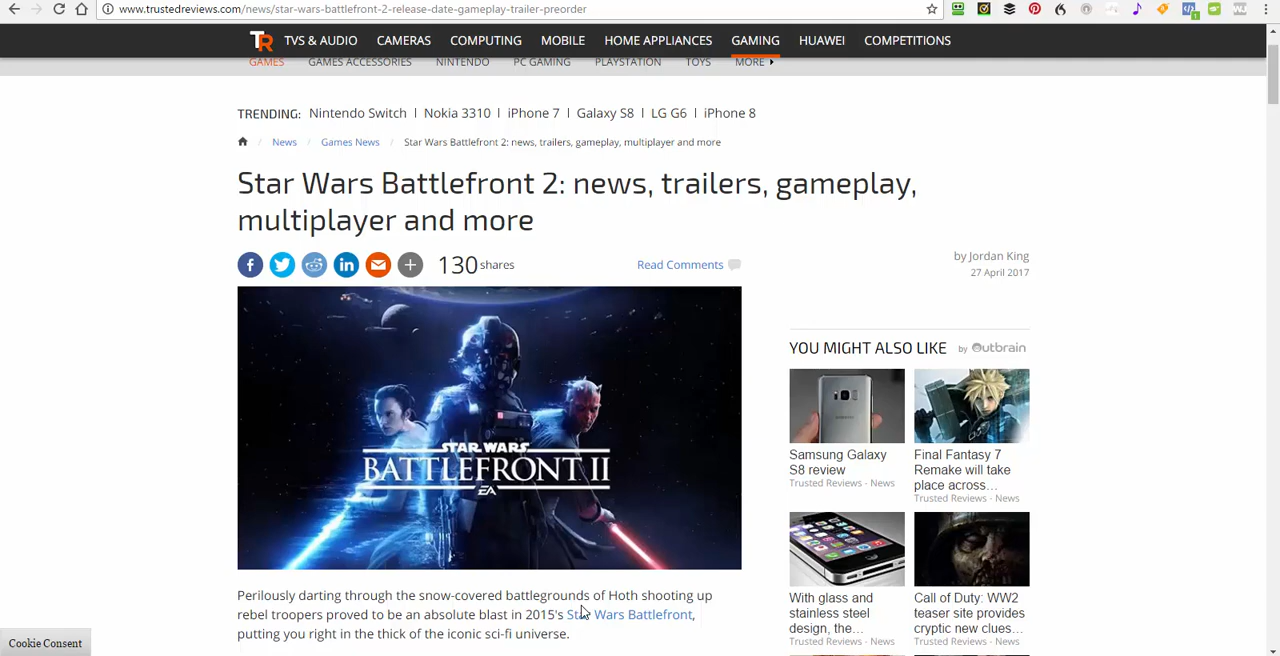 www.trustedreviews.com/news/star-wars-battlefront-2-release-date-gameplay-trailer-preorder
TR TVS & AUDIO CAMERAS COMPUTING MOBILE HOME APPLIANCES GAMING HUAWEI COMPETITIONS
GAMES GAMES ACCESSORIES NINTENDO PC GAMING PLAYSTATION TOYS MORE
TRENDING: Nintendo Switch | Nokia 3310 | iPhone 7 | Galaxy S8 | LG G6 | iPhone 8
/ News / Games News / Star Wars Battlefront 2: news, trailers, gameplay, multiplayer and more
Star Wars Battlefront 2: news, trailers, gameplay,
multiplayer and more
130 shares
Read Comments
by Jordan King
27 April 2017
STAR WARS
BATTLEFRONT II
EA
Perilously darting through the snow-covered battlegrounds of Hoth shooting up
rebel troopers proved to be an absolute blast in 2015's Star Wars Battlefront,
putting you right in the thick of the iconic sci-fi universe.
YOU MIGHT ALSO LIKE by Outbrain
Samsung Galaxy
S8 review
Trusted Reviews - News
Final Fantasy 7
Remake will take
place across...
Trusted Reviews - News
With glass and
stainless steel
design, the...
Trusted Reviews - News
Call of Duty: WW2
teaser site provides
cryptic new clues...
Trusted Reviews - News
Cookie Consent